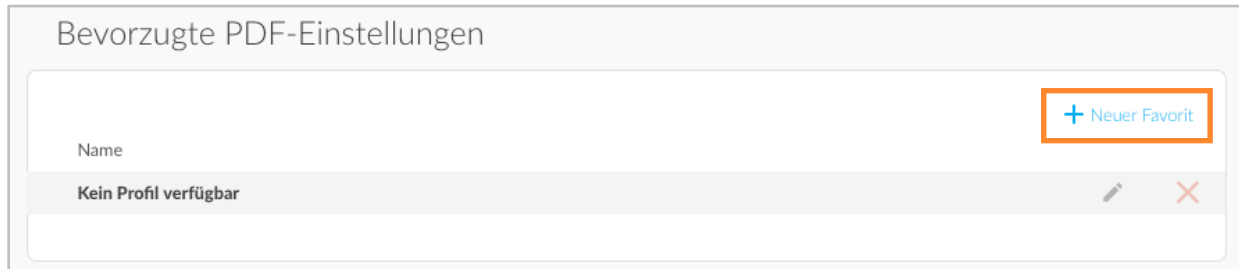 Bevorzugte PDF-Einstellungen
+ Neuer Favorit
Name
Kein Profil verfügbar